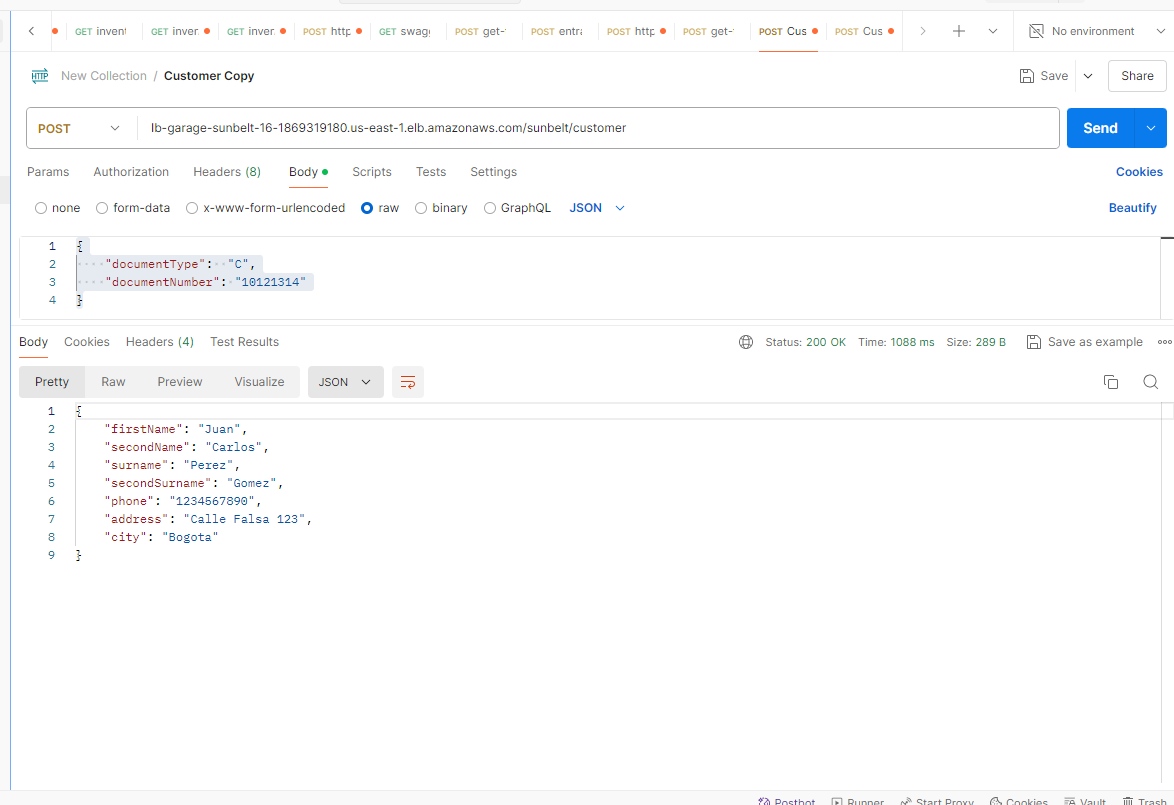 GET invent GET inver. GET inver. POST http GET swagg POST get- POST entra POST http POST get- POST Cus POST Cus No environment
HTTP New Collection / Customer Copy Save Share
POST lb-garage-sunbelt-16-1869319180.us-east-1.elb.amazonaws.com/sunbelt/customer Send
Params Authorization Headers (8) Body Scripts Tests Settings Cookies
none form-data x-www-form-urlencoded raw binary GraphQL JSON Beautify
1 {
2 ····"documentType":··"C",
3 ····"documentNumber":·"10121314"
4 }
Body Cookies Headers (4) Test Results Status: 200 OK Time: 1088 ms Size: 289 B Save as example
Pretty Raw Preview Visualize JSON
1 {
2 "firstName": "Juan",
3 "secondName": "Carlos",
4 "surname": "Perez",
5 "secondSurname": "Gomez",
6 "phone": "1234567890",
7 "address": "Calle Falsa 123",
8 "city": "Bogota"
9 }
Postbot Runner Start Proxy Cookies Vault Trash